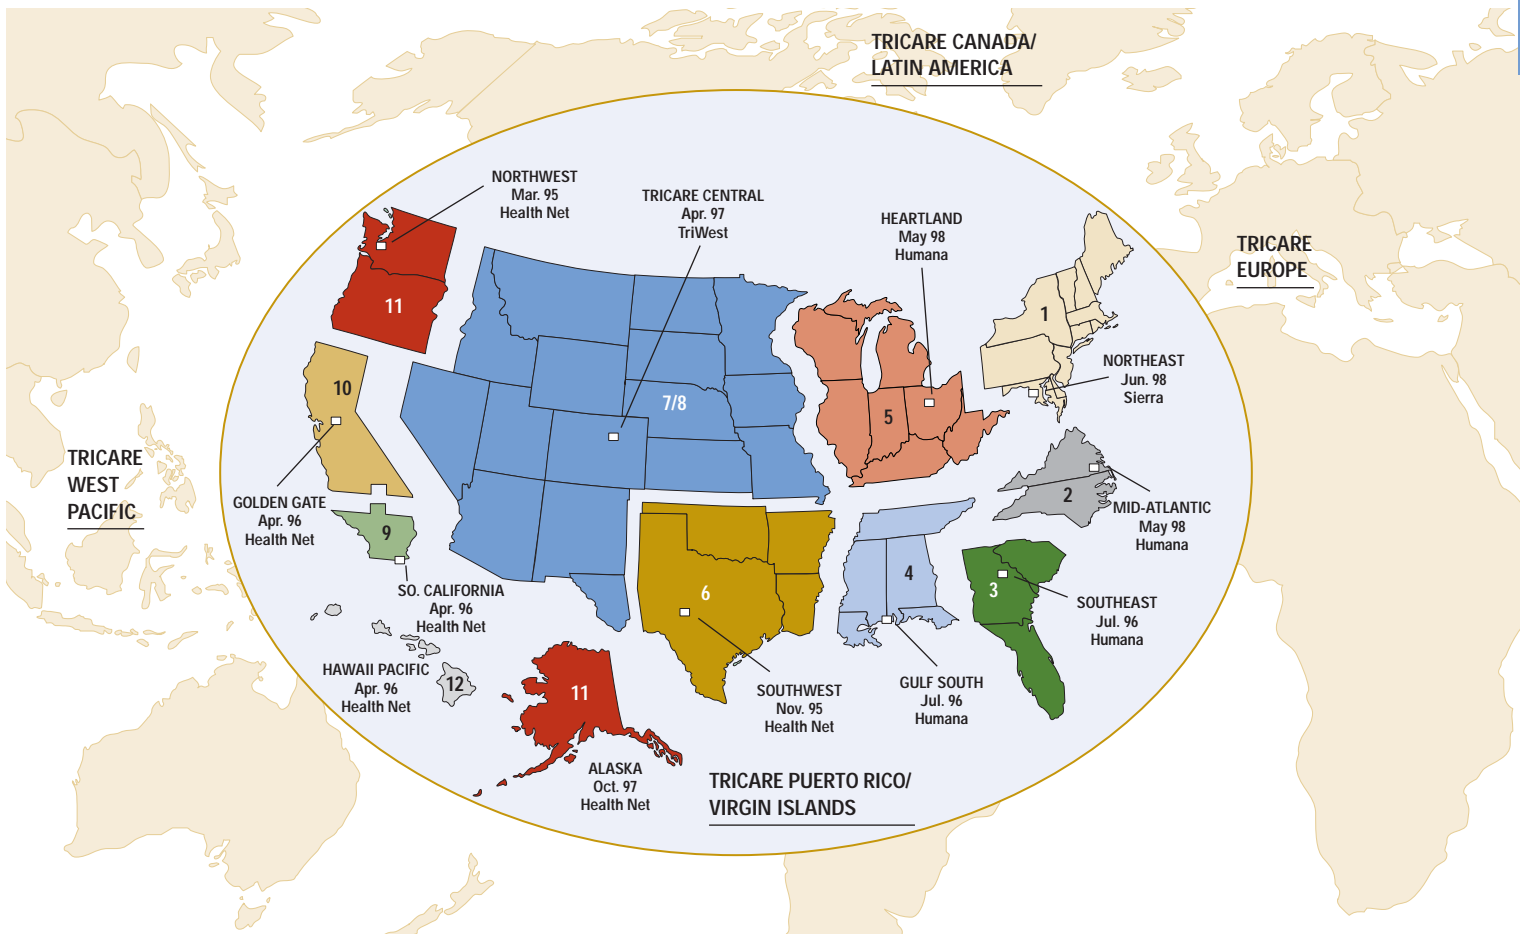 TRICARE CANADA/
LATIN AMERICA
NORTHWEST
Mar. 95
Health Net
TRICARE CENTRAL
Apr. 97
TriWest
HEARTLAND
May 98
Humana
TRICARE
EUROPE
11
1
NORTHEAST
Jun. 98
Sierra
10
7/8
5
TRICARE
WEST
PACIFIC
GOLDEN GATE
Apr. 96
Health Net
2
MID-ATLANTIC
May 98
Humana
9
SO. CALIFORNIA
Apr. 96
Health Net
6
4
3
SOUTHEAST
Jul. 96
Humana
HAWAII PACIFIC
Apr. 96
Health Net
12
11
SOUTHWEST
Nov. 95
Health Net
GULF SOUTH
Jul. 96
Humana
ALASKA
Oct. 97
Health Net
TRICARE PUERTO RICO/
VIRGIN ISLANDS